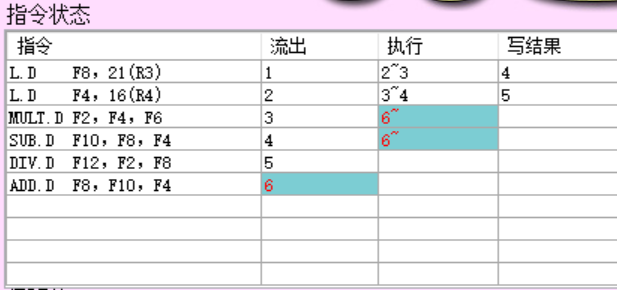 指令状态
指令 流出 执行 写结果
L.D F8, 21(R3) 1 2~3 4
L.D F4, 16(R4) 2 3~4 5
MULT.D F2, F4, F6 3 6~
SUB.D F10, F8, F4 4 6~
DIV.D F12, F2, F8 5
ADD.D F8, F10, F4 6